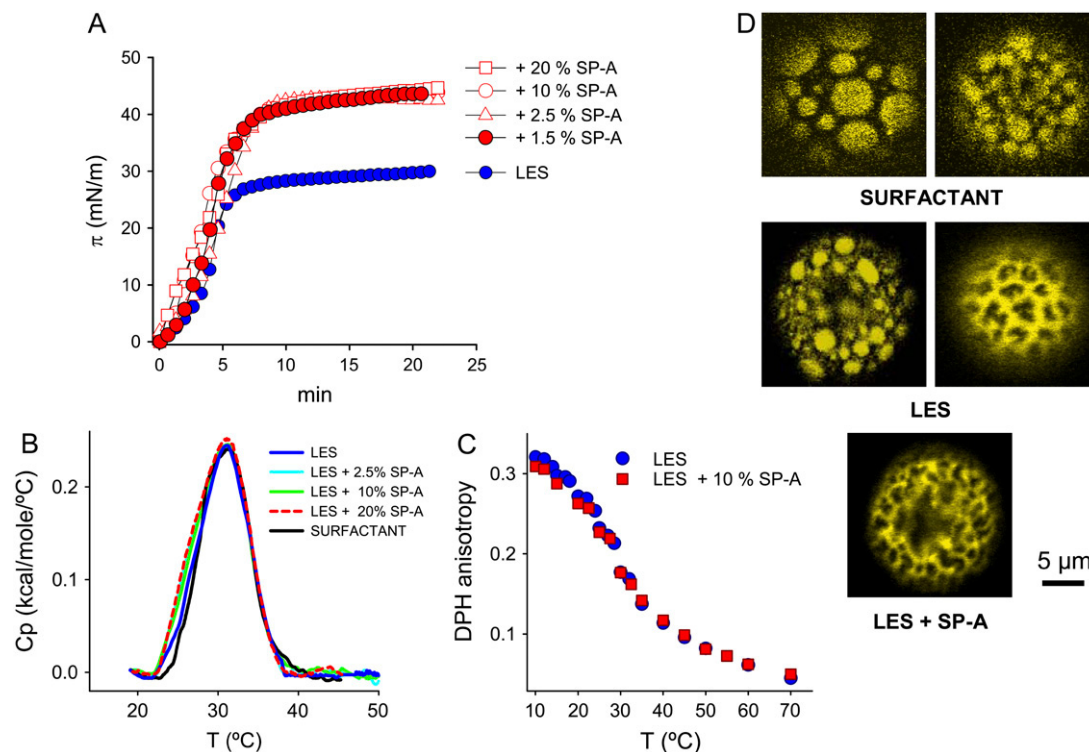 A
50
40
30
20
10
0
π (mN/m)
0 5 10 15 20 25
min
+ 20 % SP-A
+ 10 % SP-A
+ 2.5 % SP-A
+ 1.5 % SP-A
LES
D
SURFACTANT
LES
LES + SP-A
5 µm
B
0.2
0.1
0.0
Cp (kcal/mole/ºC)
20 30 40 50
T (ºC)
LES
LES + 2.5% SP-A
LES + 10% SP-A
LES + 20% SP-A
SURFACTANT
C
0.3
0.2
0.1
DPH anisotropy
10 20 30 40 50 60 70
T (ºC)
LES
LES + 10 % SP-A